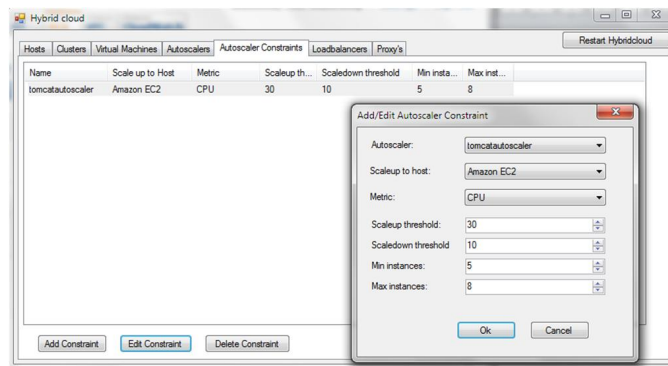 Hybrid cloud
Restart Hybridcloud
Hosts Clusters Virtual Machines Autoscalers Autoscaler Constraints Loadbalancers Proxy's
Name Scale up to Host Metric Scaleup th... Scaledown threshold Min insta... Max inst...
tomcatautoscaler Amazon EC2 CPU 30 10 5 8
Add/Edit Autoscaler Constraint
Autoscaler: tomcatautoscaler
Scaleup to host: Amazon EC2
Metric: CPU
Scaleup threshold: 30
Scaledown threshold 10
Min instances: 5
Max instances: 8
Ok Cancel
Add Constraint Edit Constraint Delete Constraint